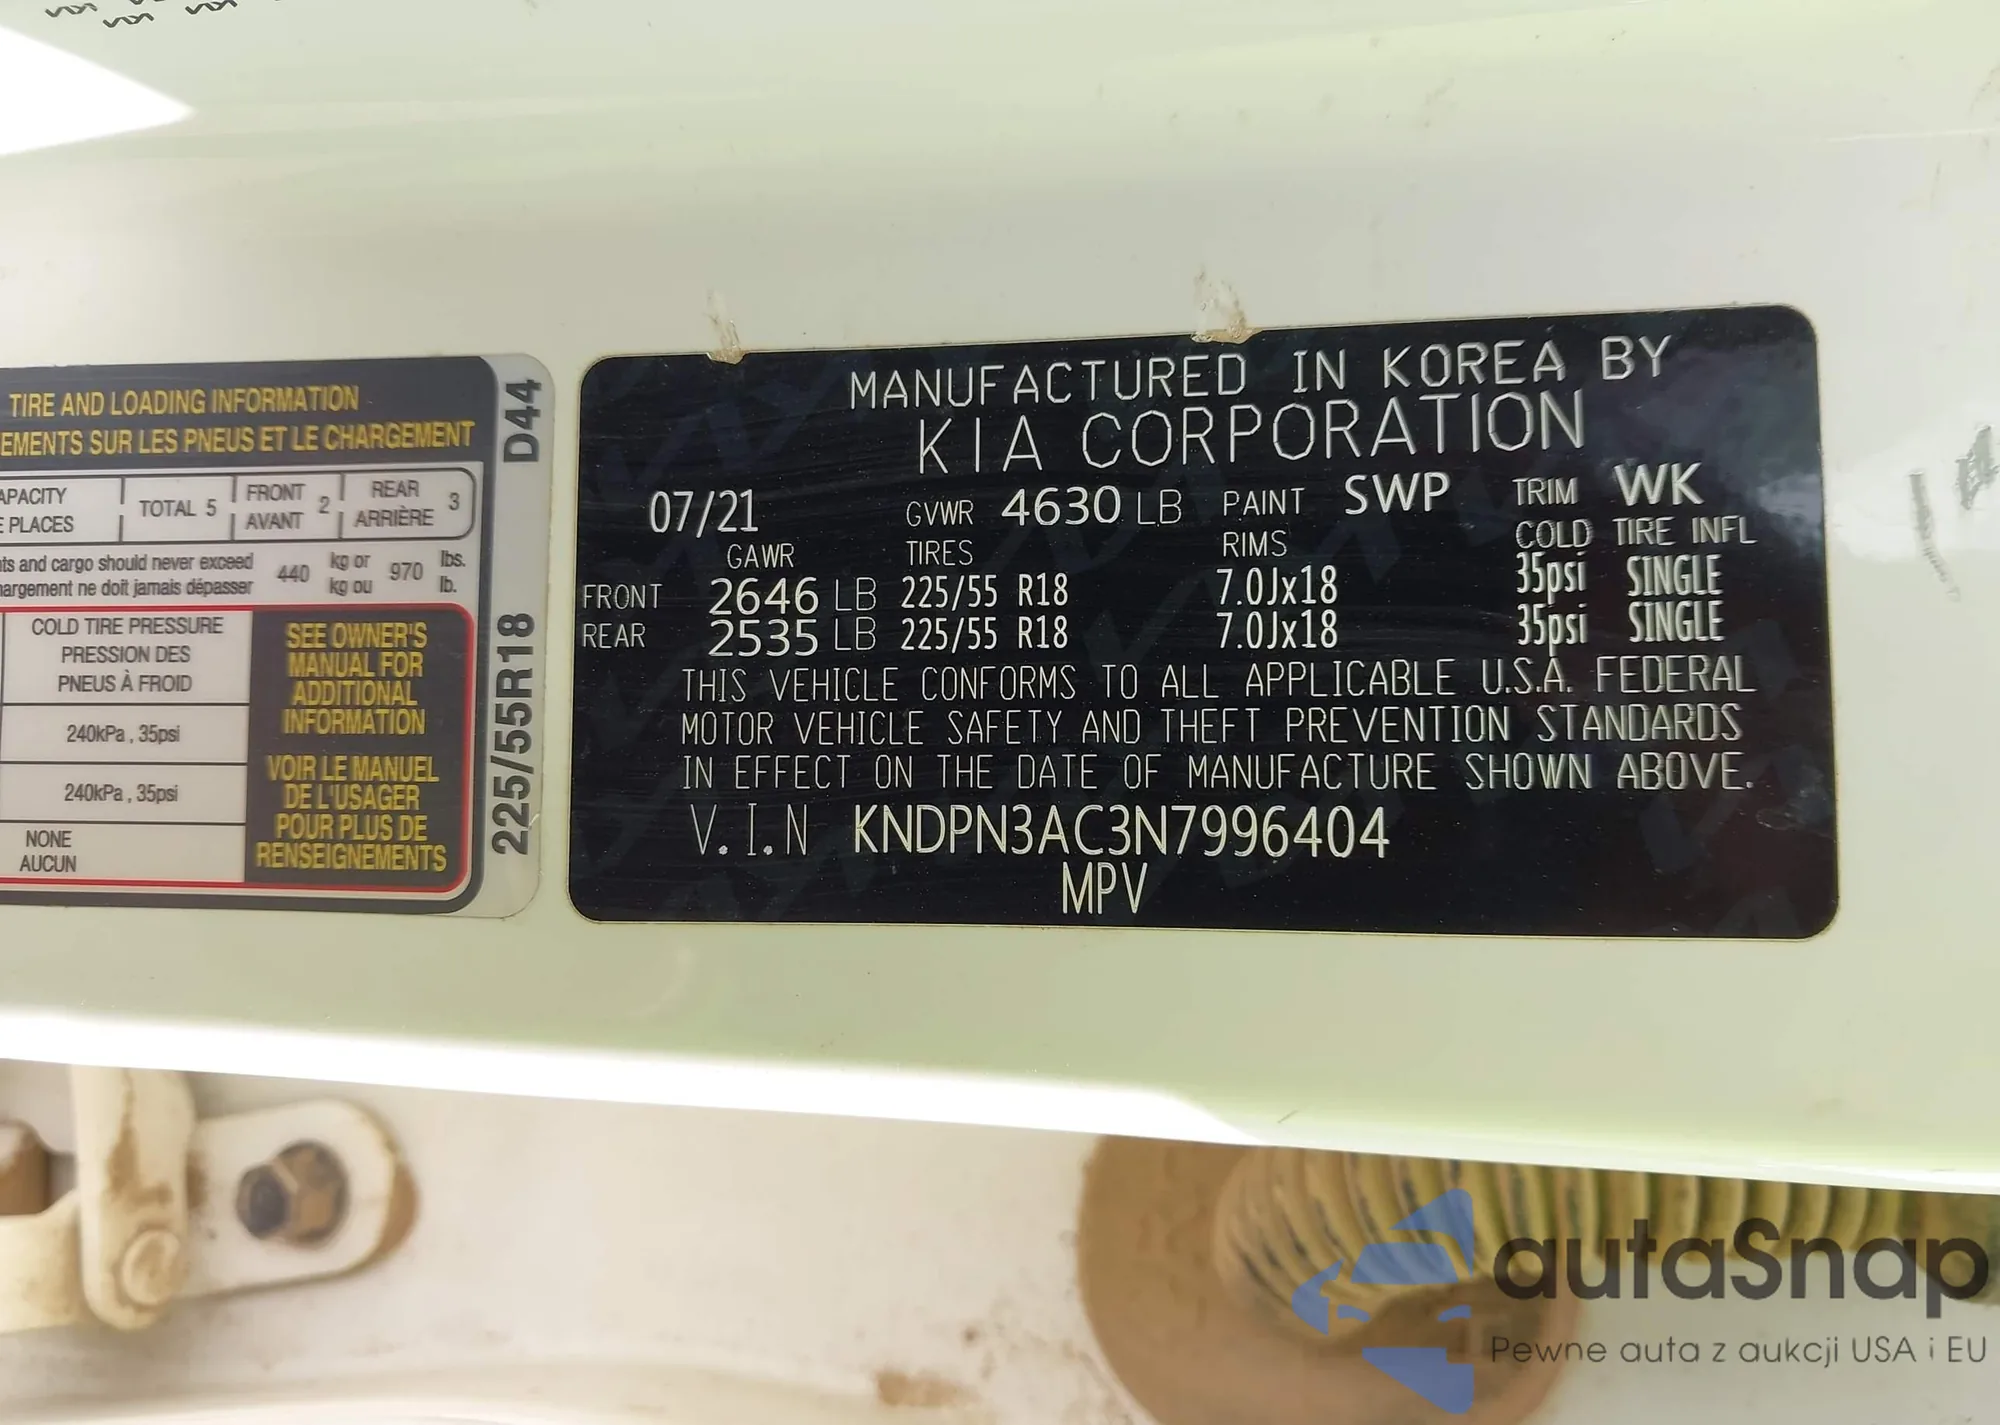 TIRE AND LOADING INFORMATION
EMENTS SUR LES PNEUS ET LE CHARGEMENT
APACITY
E PLACES
TOTAL 5
FRONT
AVANT
2
REAR
ARRIÈRE
3
ts and cargo should never exceed
argement ne doit jamais dépasser
440
kg or
kg ou
970
lbs.
lb.
COLD TIRE PRESSURE
PRESSION DES
PNEUS À FROID
240kPa , 35psi
240kPa , 35psi
NONE
AUCUN
SEE OWNER'S
MANUAL FOR
ADDITIONAL
INFORMATION
VOIR LE MANUEL
DE L'USAGER
POUR PLUS DE
RENSEIGNEMENTS
D44
225/55R18
MANUFACTURED IN KOREA BY
KIA CORPORATION
07/21 GVWR 4630 LB PAINT SWP TRIM WK
GAWR TIRES RIMS COLD TIRE INFL
FRONT 2646 LB 225/55 R18 7.0Jx18 35psi SINGLE
REAR 2535 LB 225/55 R18 7.0Jx18 35psi SINGLE
THIS VEHICLE CONFORMS TO ALL APPLICABLE U.S.A. FEDERAL
MOTOR VEHICLE SAFETY AND THEFT PREVENTION STANDARDS
IN EFFECT ON THE DATE OF MANUFACTURE SHOWN ABOVE.
V.I.N KNDPN3AC3N7996404
MPV
autaSnap
Pewne auta z aukcji USA i EU